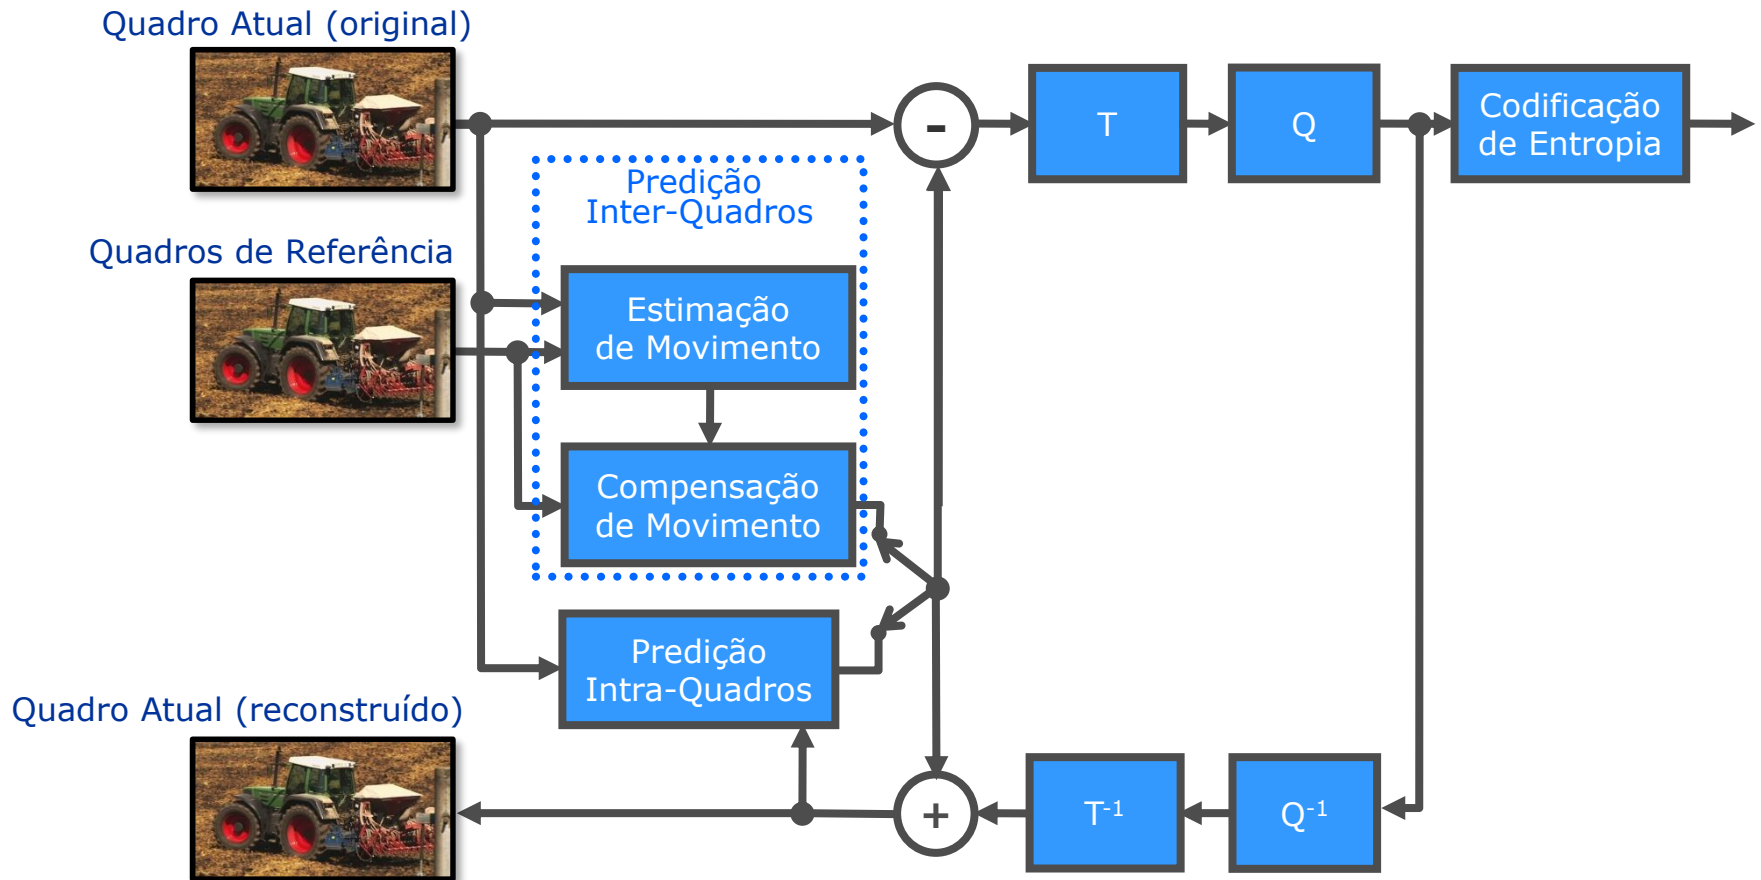 Quadro Atual (original)
-
T
Q
Codificação
de Entropia
Predição
Inter-Quadros
Quadros de Referência
Estimação
de Movimento
Compensação
de Movimento
Predição
Intra-Quadros
Quadro Atual (reconstruído)
+
T-1
Q-1